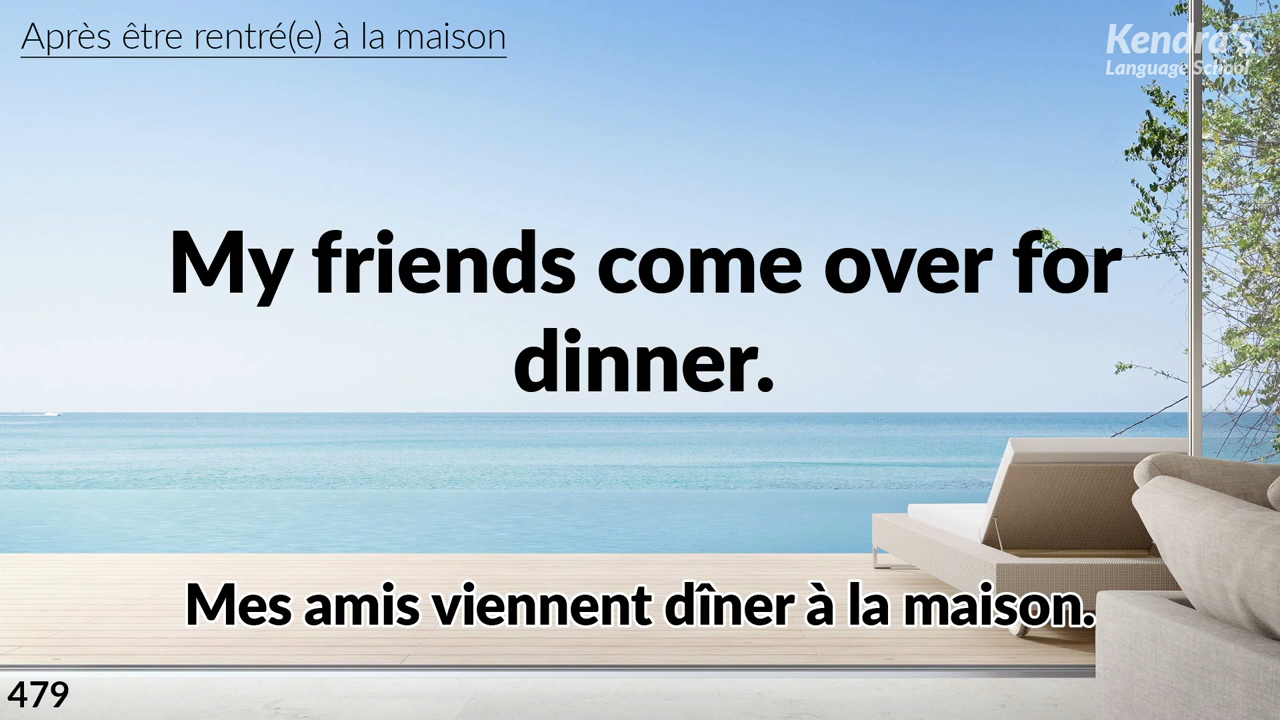 Après être rentré(e) à la maison
Kendra's
Language School
My friends come over for
dinner.
Mes amis viennent dîner à la maison.
479